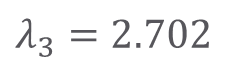 λ₃ = 2.702